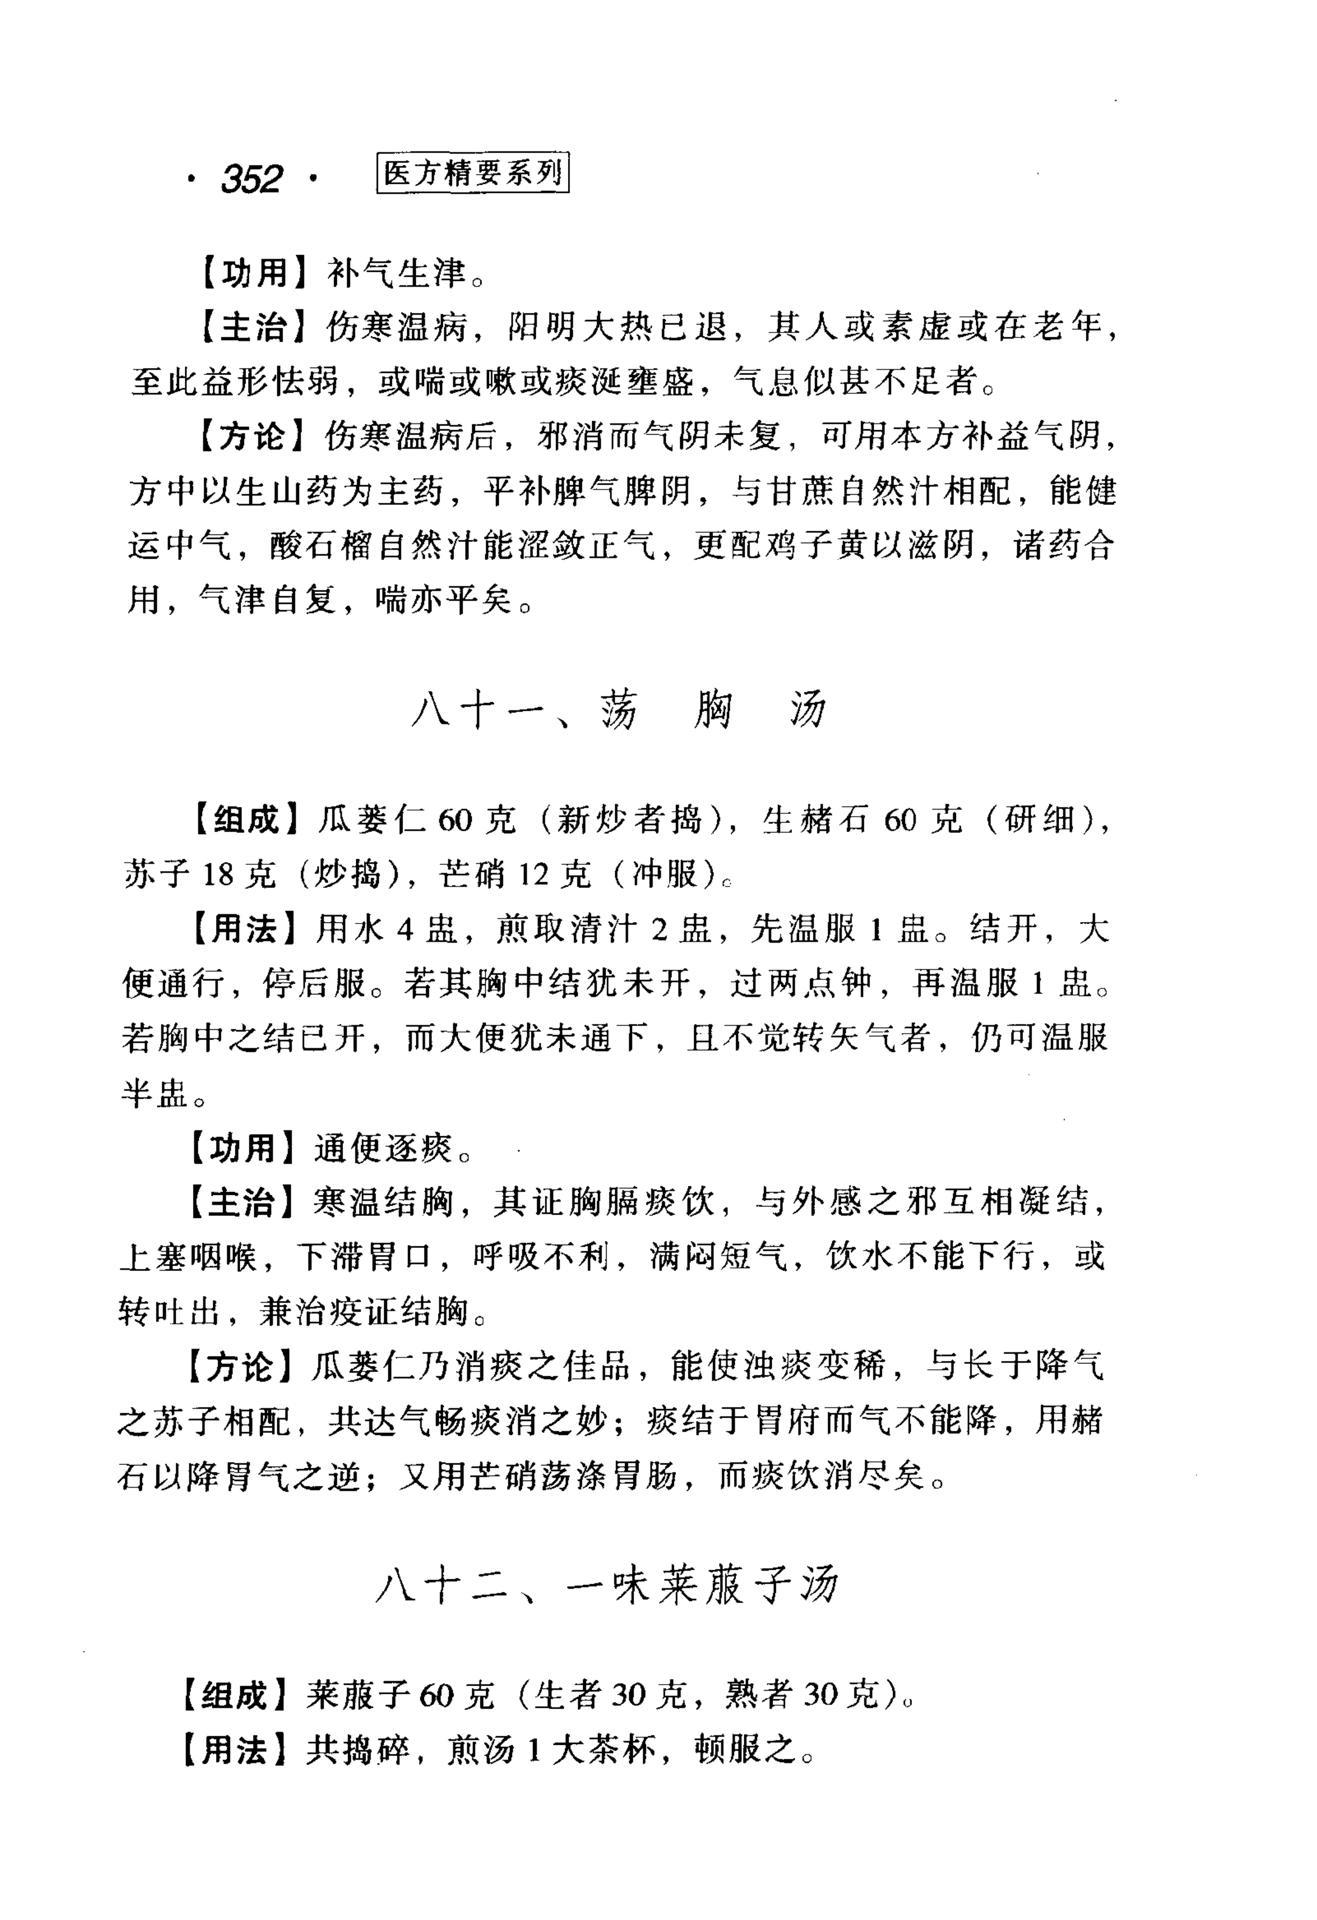 · 352 · 医方精要系列
【功用】补气生津。
【主治】伤寒温病，阳明大热已退，其人或素虚或在老年，
至此益形怯弱，或喘或嗽或痰涎壅盛，气息似甚不足者。
【方论】伤寒温病后，邪消而气阴未复，可用本方补益气阴，
方中以生山药为主药，平补脾气脾阴，与甘蔗自然汁相配，能健
运中气，酸石榴自然汁能涩敛正气，更配鸡子黄以滋阴，诸药合
用，气津自复，喘亦平矣。
八十一、荡 胸 汤
【组成】瓜蒌仁 60 克（新炒者捣），生赭石 60 克（研细），
苏子 18 克（炒捣），芒硝 12 克（冲服）。
【用法】用水 4 盅，煎取清汁 2 盅，先温服 1 盅。结开，大
便通行，停后服。若其胸中结犹未开，过两点钟，再温服 1 盅。
若胸中之结已开，而大便犹未通下，且不觉转矢气者，仍可温服
半盅。
【功用】通便逐痰。
【主治】寒温结胸，其证胸膈痰饮，与外感之邪互相凝结，
上塞咽喉，下滞胃口，呼吸不利，满闷短气，饮水不能下行，或
转吐出，兼治疫证结胸。
【方论】瓜蒌仁乃消痰之佳品，能使浊痰变稀，与长于降气
之苏子相配，共达气畅痰消之妙；痰结于胃府而气不能降，用赭
石以降胃气之逆；又用芒硝荡涤胃肠，而痰饮消尽矣。
八十二、一味莱菔子汤
【组成】莱菔子 60 克（生者 30 克，熟者 30 克）。
【用法】共捣碎，煎汤 1 大茶杯，顿服之。